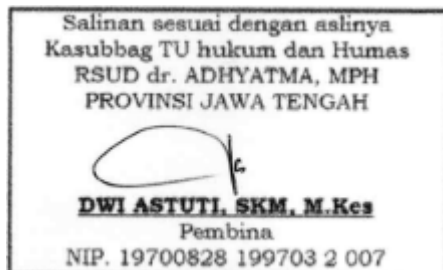 Salinan sesuai dengan aslinya
Kasubbag TU hukum dan Humas
RSUD dr. ADHYATMA, MPH
PROVINSI JAWA TENGAH
DWI ASTUTI, SKM, M.Kes
Pembina
NIP. 19700828 199703 2 007